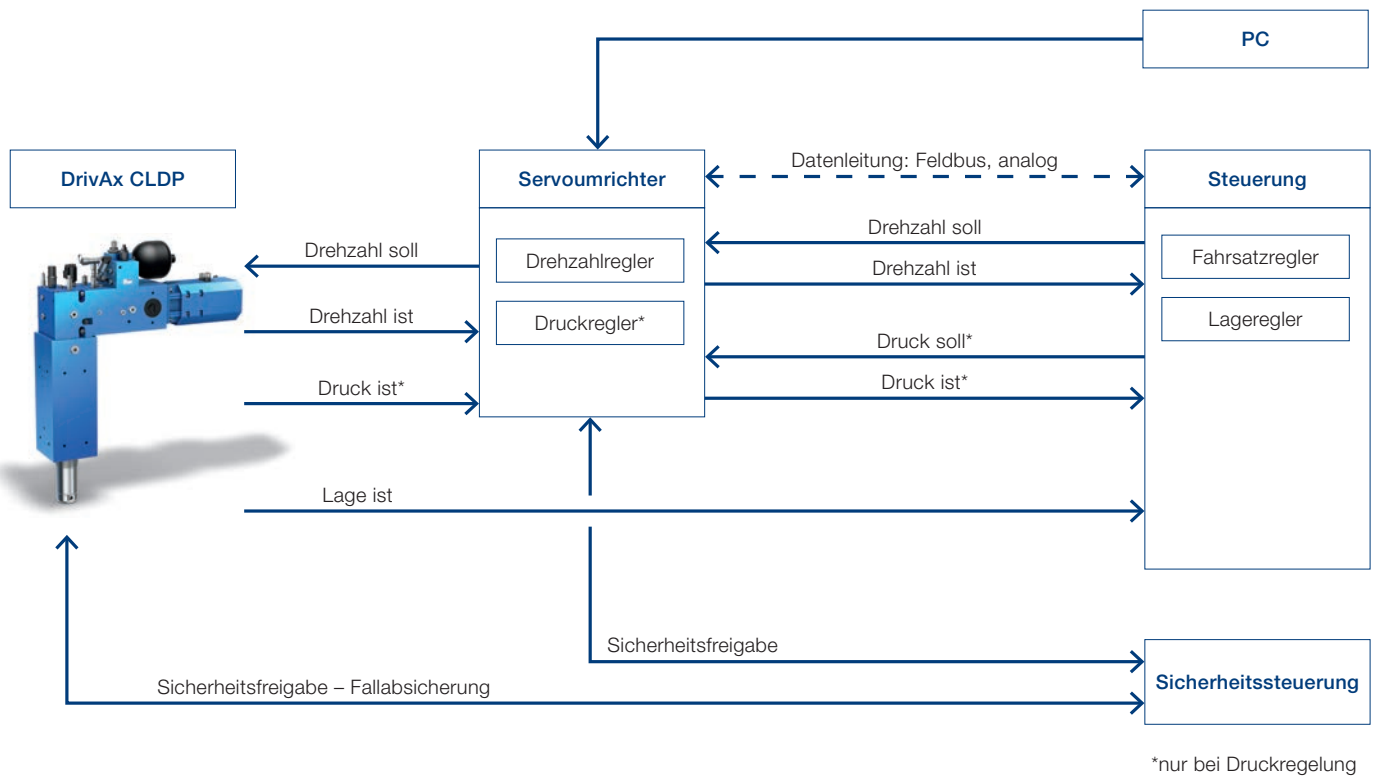 PC
DrivAx CLDP
Servoumrichter
Datenleitung: Feldbus, analog
Steuerung
Drehzahl soll
Drehzahl ist
Druck ist*
Drehzahlregler
Druckregler*
Drehzahl soll
Drehzahl ist
Druck soll*
Druck ist*
Fahrsatzregler
Lageregler
Lage ist
Sicherheitsfreigabe
Sicherheitsfreigabe – Fallabsicherung
Sicherheitssteuerung
*nur bei Druckregelung